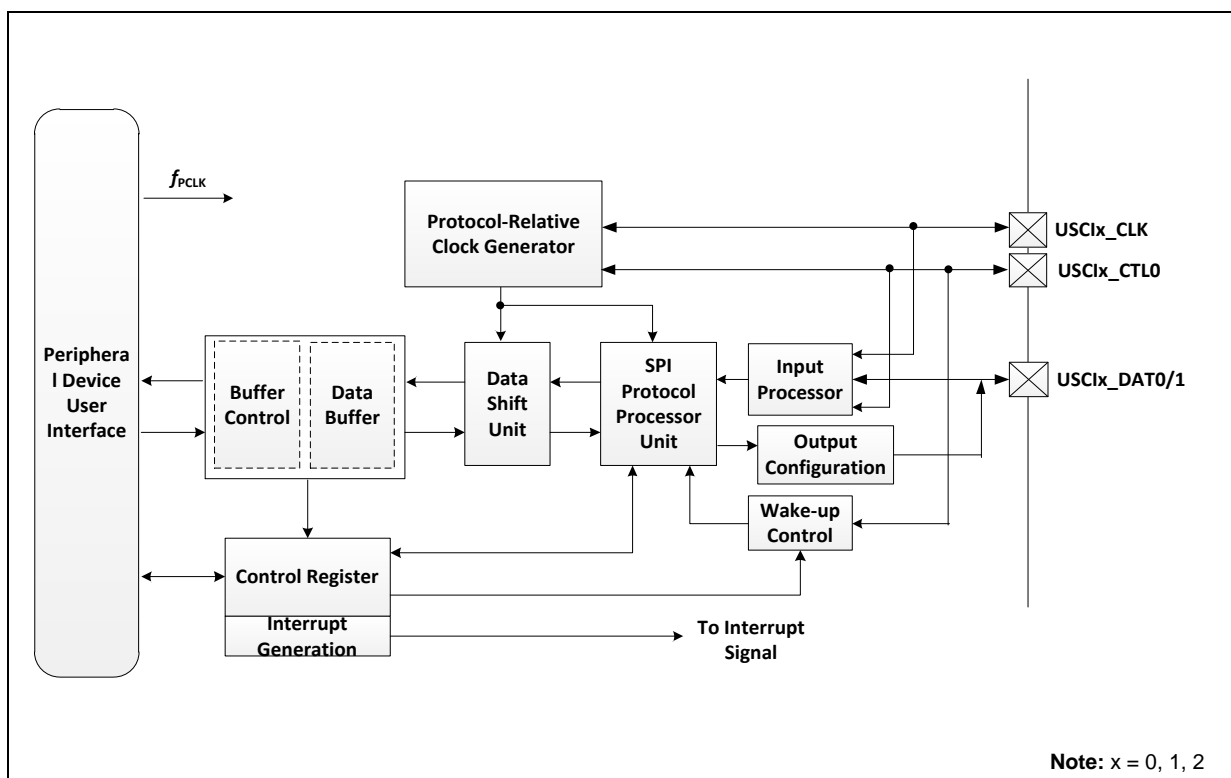 fPCLK
Protocol-Relative
Clock Generator
USCIx_CLK
USCIx_CTL0
Periphera
l Device
User
Interface
Buffer
Control
Data
Buffer
Data
Shift
Unit
SPI
Protocol
Processor
Unit
Input
Processor
USCIx_DAT0/1
Output
Configuration
Wake-up
Control
Control Register
Interrupt
Generation
To Interrupt
Signal
Note: x = 0, 1, 2